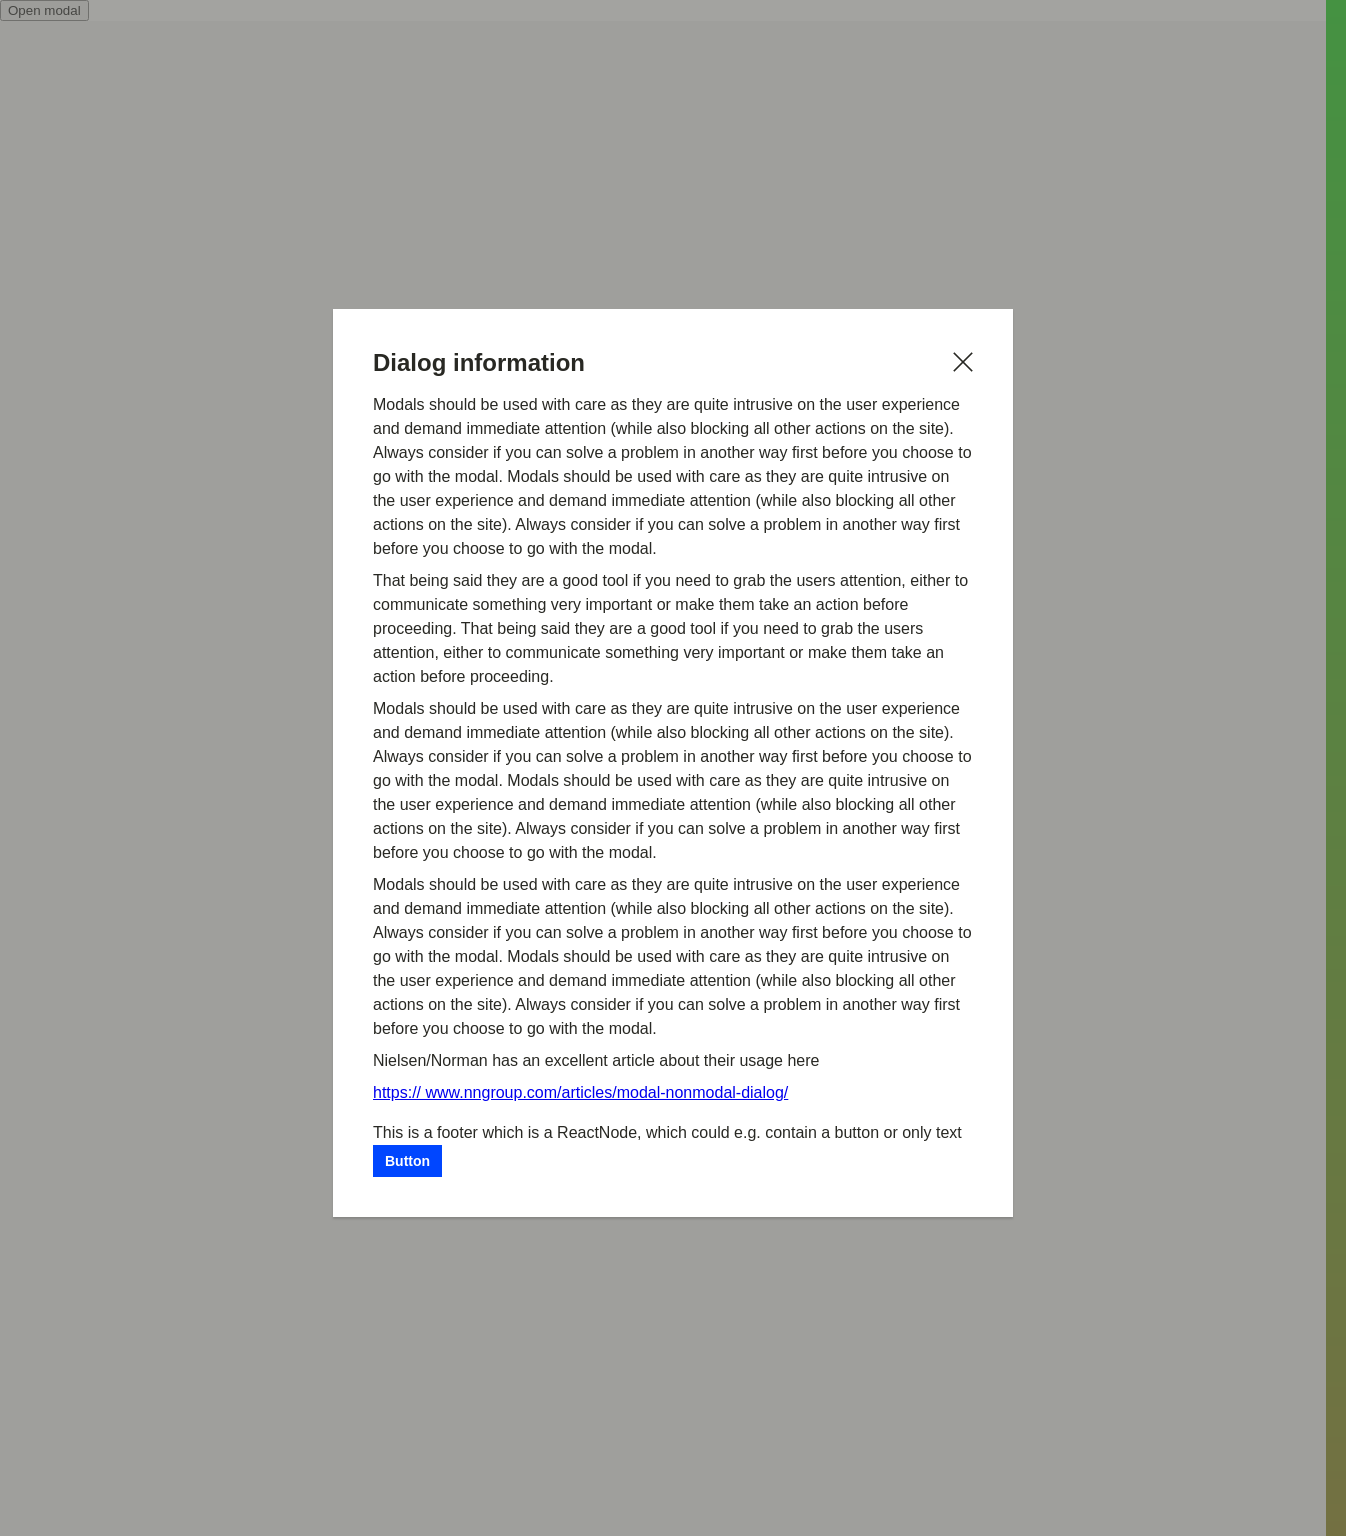 Open modal
Dialog information
Modals should be used with care as they are quite intrusive on the user experience
and demand immediate attention (while also blocking all other actions on the site).
Always consider if you can solve a problem in another way first before you choose to
go with the modal. Modals should be used with care as they are quite intrusive on
the user experience and demand immediate attention (while also blocking all other
actions on the site). Always consider if you can solve a problem in another way first
before you choose to go with the modal.
That being said they are a good tool if you need to grab the users attention, either to
communicate something very important or make them take an action before
proceeding. That being said they are a good tool if you need to grab the users
attention, either to communicate something very important or make them take an
action before proceeding.
Modals should be used with care as they are quite intrusive on the user experience
and demand immediate attention (while also blocking all other actions on the site).
Always consider if you can solve a problem in another way first before you choose to
go with the modal. Modals should be used with care as they are quite intrusive on
the user experience and demand immediate attention (while also blocking all other
actions on the site). Always consider if you can solve a problem in another way first
before you choose to go with the modal.
Modals should be used with care as they are quite intrusive on the user experience
and demand immediate attention (while also blocking all other actions on the site).
Always consider if you can solve a problem in another way first before you choose to
go with the modal. Modals should be used with care as they are quite intrusive on
the user experience and demand immediate attention (while also blocking all other
actions on the site). Always consider if you can solve a problem in another way first
before you choose to go with the modal.
Nielsen/Norman has an excellent article about their usage here
https:// www.nngroup.com/articles/modal-nonmodal-dialog/
This is a footer which is a ReactNode, which could e.g. contain a button or only text
Button